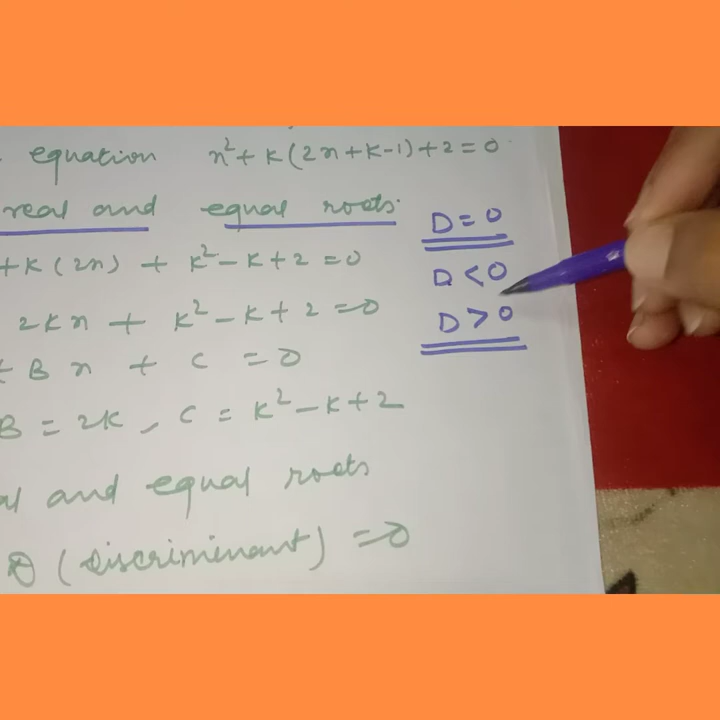 equation x²+k(2x+k-1)+2=0
real and equal roots.
+k(2x) + k²-k+2=0
2kx + k²-k+2=0
+ Bx + C = 0
B = 2k, C = k²-k+2
al and equal roots
D (discriminant) = 0
D=0
D<0
D>0